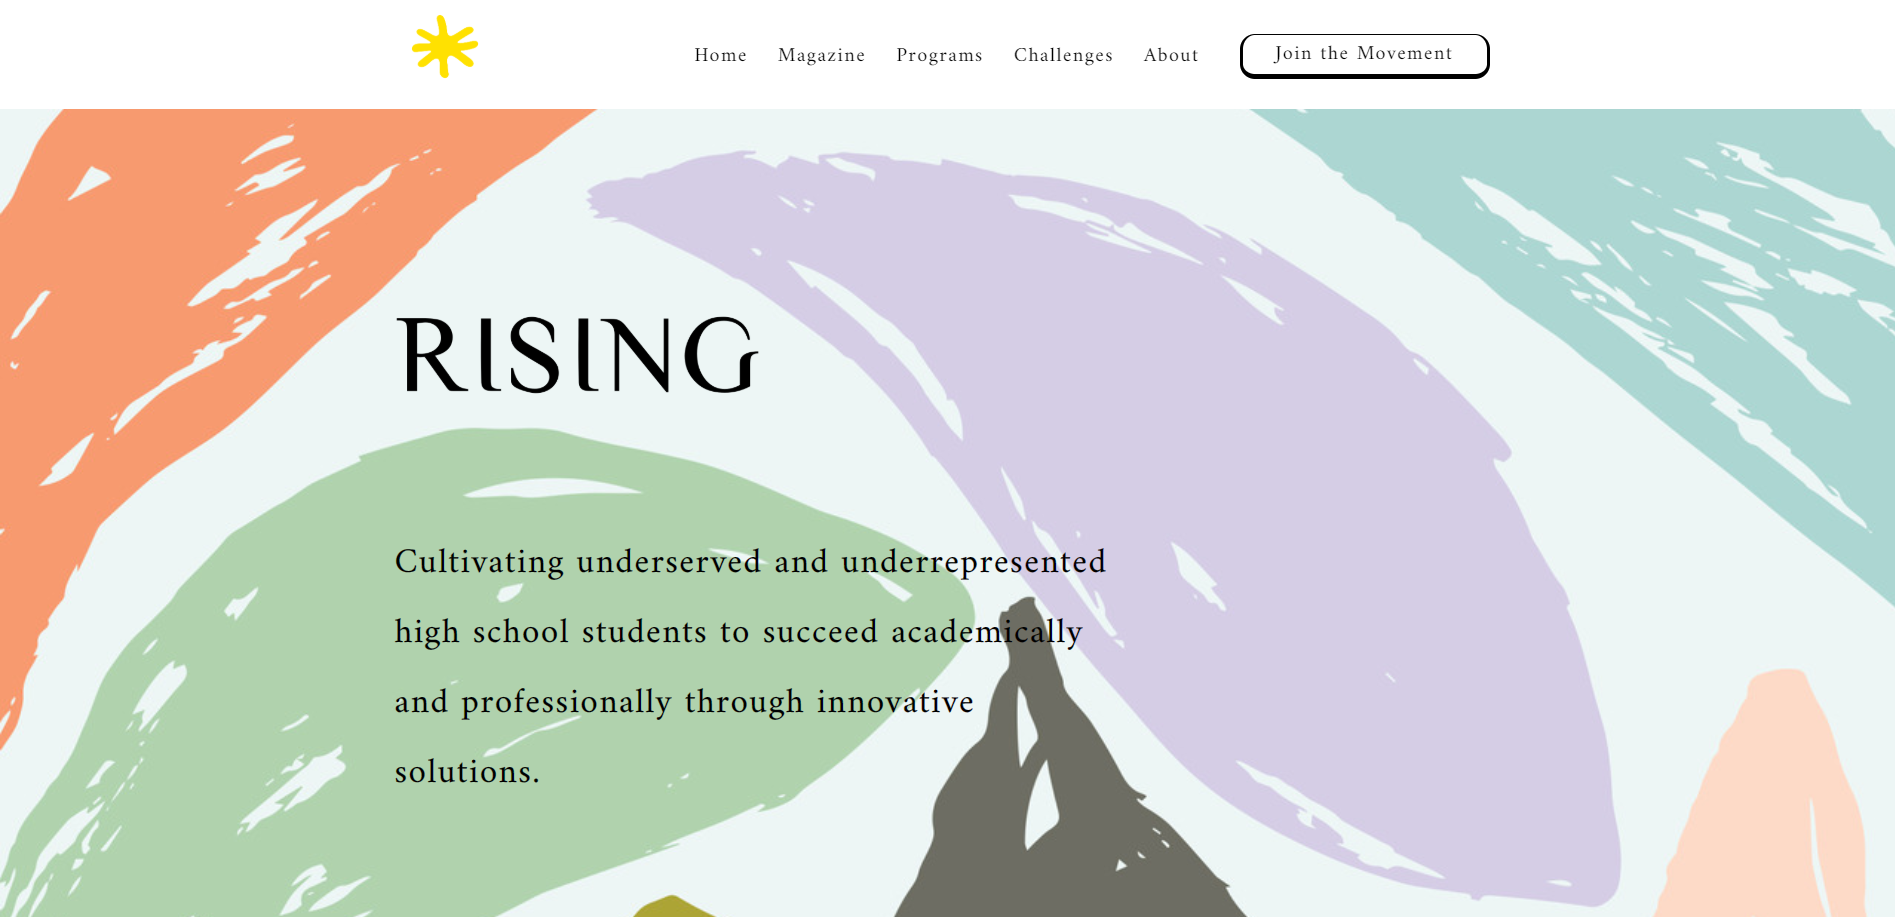 Home Magazine Programs Challenges About Join the Movement
RISING
Cultivating underserved and underrepresented
high school students to succeed academically
and professionally through innovative
solutions.